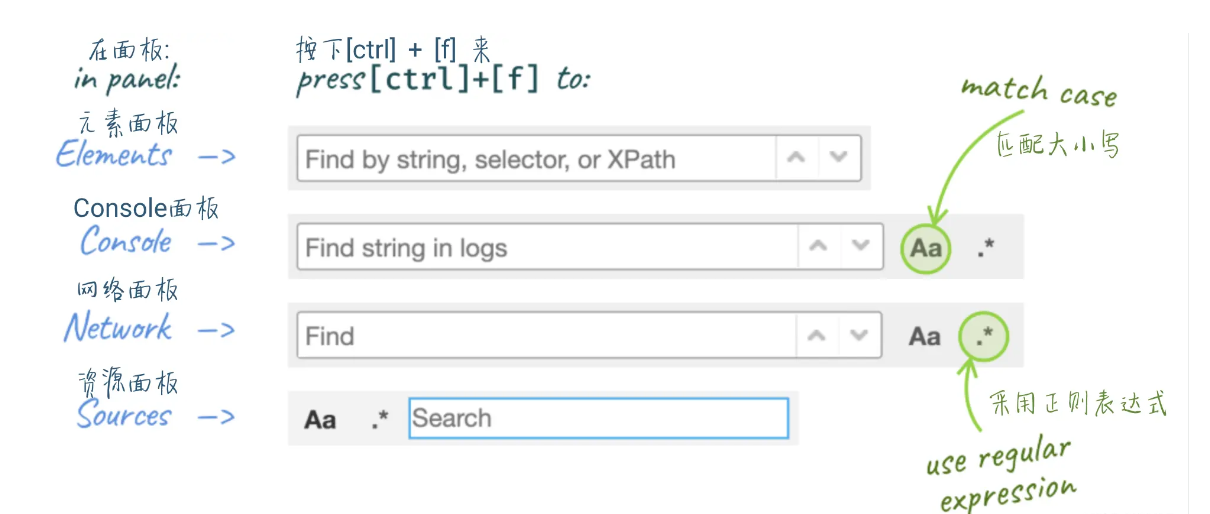 在面板:
in panel:
按下[ctrl] + [f] 来
press[ctrl]+[f] to:
match case
匹配大小写
元素面板
Elements —>
Find by string, selector, or XPath
Console面板
Console —>
Find string in logs
Aa .*
网络面板
Network —>
Find
Aa .*
资源面板
Sources —>
Aa .* Search
采用正则表达式
use regular
expression